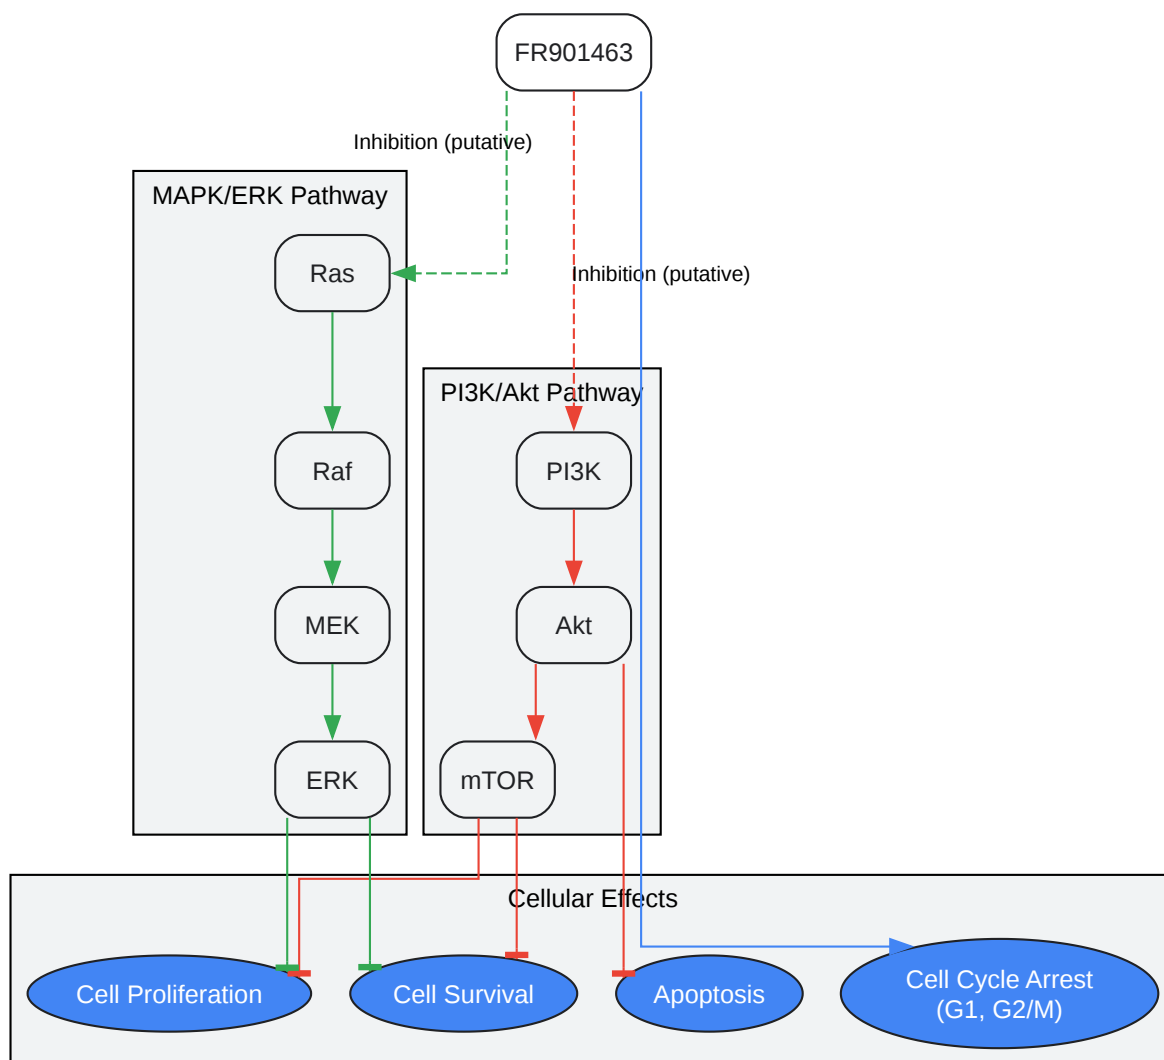 FR901463
Inhibition (putative)
MAPK/ERK Pathway
Ras
Inhibition (putative)
PI3K/Akt Pathway
Raf
PI3K
MEK
Akt
ERK
mTOR
Cellular Effects
Cell Proliferation
Cell Survival
Apoptosis
Cell Cycle Arrest
(G1, G2/M)